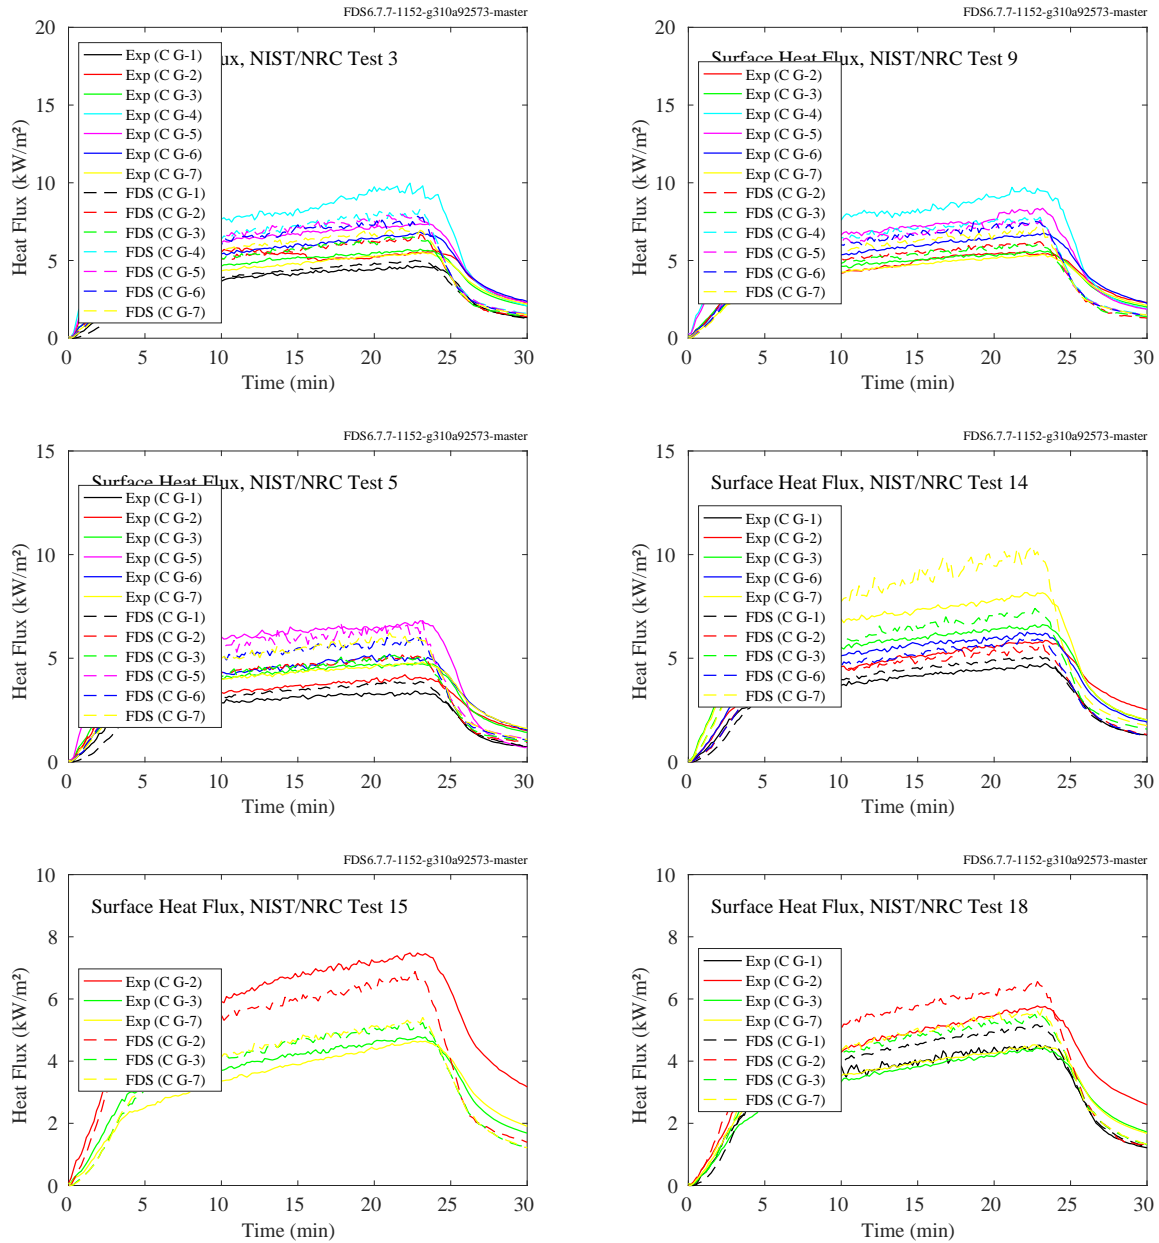 FDS6.7.7-1152-g310a92573-master
20
15
10
5
0
Heat Flux (kW/m²)
ux, NIST/NRC Test 3
Exp (C G-1)
Exp (C G-2)
Exp (C G-3)
Exp (C G-4)
Exp (C G-5)
Exp (C G-6)
Exp (C G-7)
FDS (C G-1)
FDS (C G-2)
FDS (C G-3)
FDS (C G-4)
FDS (C G-5)
FDS (C G-6)
FDS (C G-7)
0 5 10 15 20 25 30
Time (min)
FDS6.7.7-1152-g310a92573-master
20
15
10
5
0
Heat Flux (kW/m²)
Surface Heat Flux, NIST/NRC Test 9
Exp (C G-2)
Exp (C G-3)
Exp (C G-4)
Exp (C G-5)
Exp (C G-6)
Exp (C G-7)
FDS (C G-2)
FDS (C G-3)
FDS (C G-4)
FDS (C G-5)
FDS (C G-6)
FDS (C G-7)
0 5 10 15 20 25 30
Time (min)
FDS6.7.7-1152-g310a92573-master
15
10
5
0
Heat Flux (kW/m²)
Surface Heat Flux, NIST/NRC Test 5
Exp (C G-1)
Exp (C G-2)
Exp (C G-3)
Exp (C G-5)
Exp (C G-6)
Exp (C G-7)
FDS (C G-1)
FDS (C G-2)
FDS (C G-3)
FDS (C G-5)
FDS (C G-6)
FDS (C G-7)
0 5 10 15 20 25 30
Time (min)
FDS6.7.7-1152-g310a92573-master
15
10
5
0
Heat Flux (kW/m²)
Surface Heat Flux, NIST/NRC Test 14
Exp (C G-1)
Exp (C G-2)
Exp (C G-3)
Exp (C G-6)
Exp (C G-7)
FDS (C G-1)
FDS (C G-2)
FDS (C G-3)
FDS (C G-6)
FDS (C G-7)
0 5 10 15 20 25 30
Time (min)
FDS6.7.7-1152-g310a92573-master
10
8
6
4
2
0
Heat Flux (kW/m²)
Surface Heat Flux, NIST/NRC Test 15
Exp (C G-2)
Exp (C G-3)
Exp (C G-7)
FDS (C G-2)
FDS (C G-3)
FDS (C G-7)
0 5 10 15 20 25 30
Time (min)
FDS6.7.7-1152-g310a92573-master
10
8
6
4
2
0
Heat Flux (kW/m²)
Surface Heat Flux, NIST/NRC Test 18
Exp (C G-1)
Exp (C G-2)
Exp (C G-3)
Exp (C G-7)
FDS (C G-1)
FDS (C G-2)
FDS (C G-3)
FDS (C G-7)
0 5 10 15 20 25 30
Time (min)